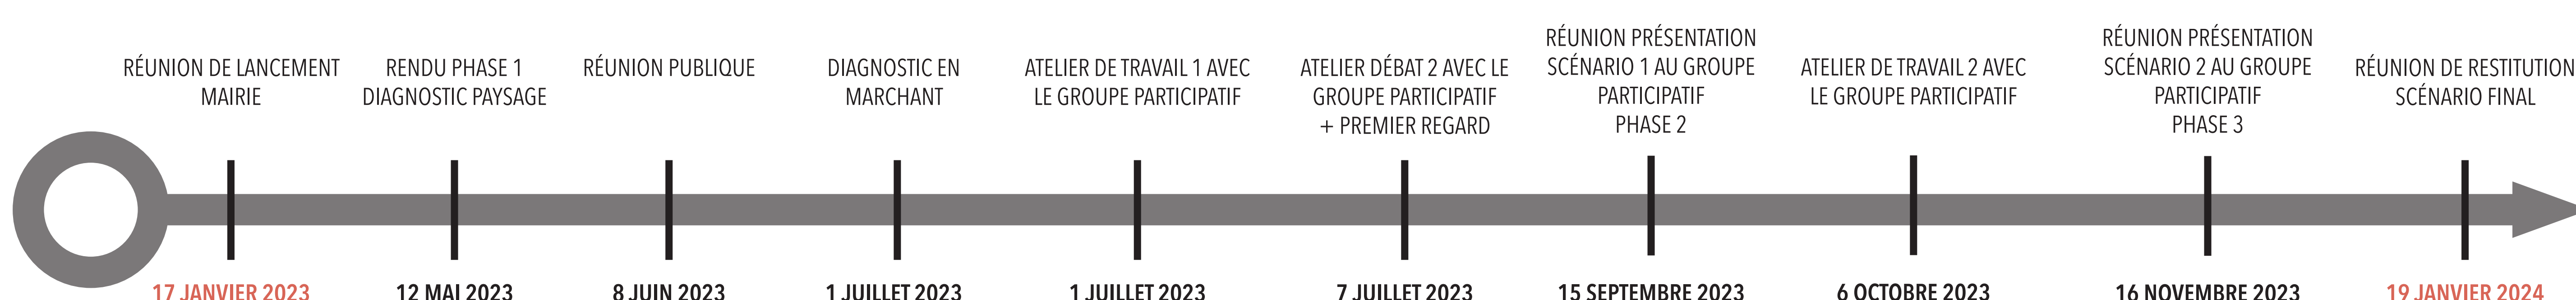 RÉUNION DE LANCEMENT
MAIRIE
17 JANVIER 2023
RENDU PHASE 1
DIAGNOSTIC PAYSAGE
12 MAI 2023
RÉUNION PUBLIQUE
8 JUIN 2023
DIAGNOSTIC EN
MARCHANT
1 JUILLET 2023
ATELIER DE TRAVAIL 1 AVEC
LE GROUPE PARTICIPATIF
1 JUILLET 2023
ATELIER DÉBAT 2 AVEC LE
GROUPE PARTICIPATIF
+ PREMIER REGARD
7 JUILLET 2023
RÉUNION PRÉSENTATION
SCÉNARIO 1 AU GROUPE
PARTICIPATIF
PHASE 2
15 SEPTEMBRE 2023
ATELIER DE TRAVAIL 2 AVEC
LE GROUPE PARTICIPATIF
6 OCTOBRE 2023
RÉUNION PRÉSENTATION
SCÉNARIO 2 AU GROUPE
PARTICIPATIF
PHASE 3
16 NOVEMBRE 2023
RÉUNION DE RESTITUTION
SCÉNARIO FINAL
19 JANVIER 2024